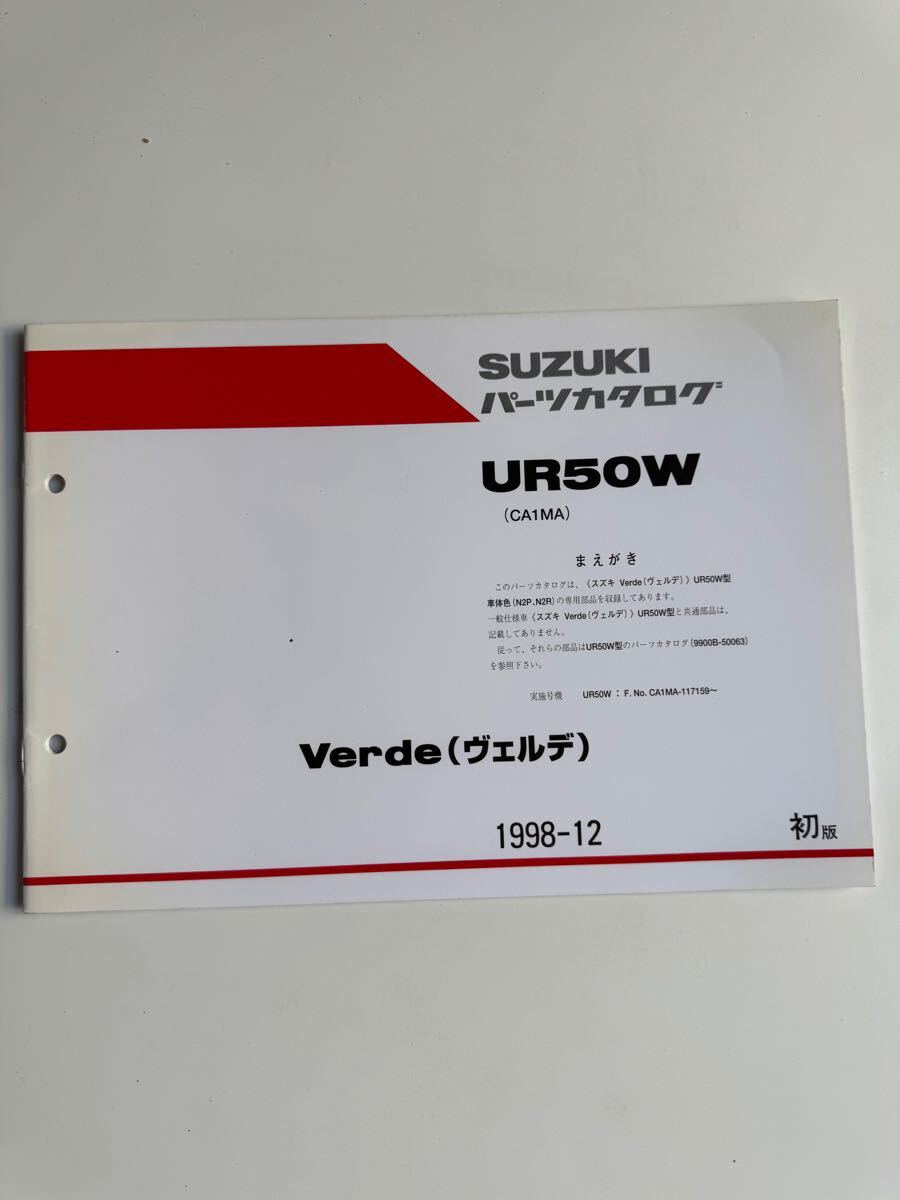 SUZUKI
パーツカタログ
UR50W
(CA1MA)
まえがき
このパーツカタログは、《スズキ Verde(ヴェルデ)》UR50W型
車体色(N2P、N2R)の専用部品を収録してあります。
一般仕様車《スズキ Verde(ヴェルデ)》UR50W型と共通部品は、
記載してありません。
従って、それらの部品はUR50W型のパーツカタログ(9900B-50063)
を参照下さい。
実施号機 UR50W : F. No. CA1MA-117159〜
Verde(ヴェルデ)
1998-12
初版